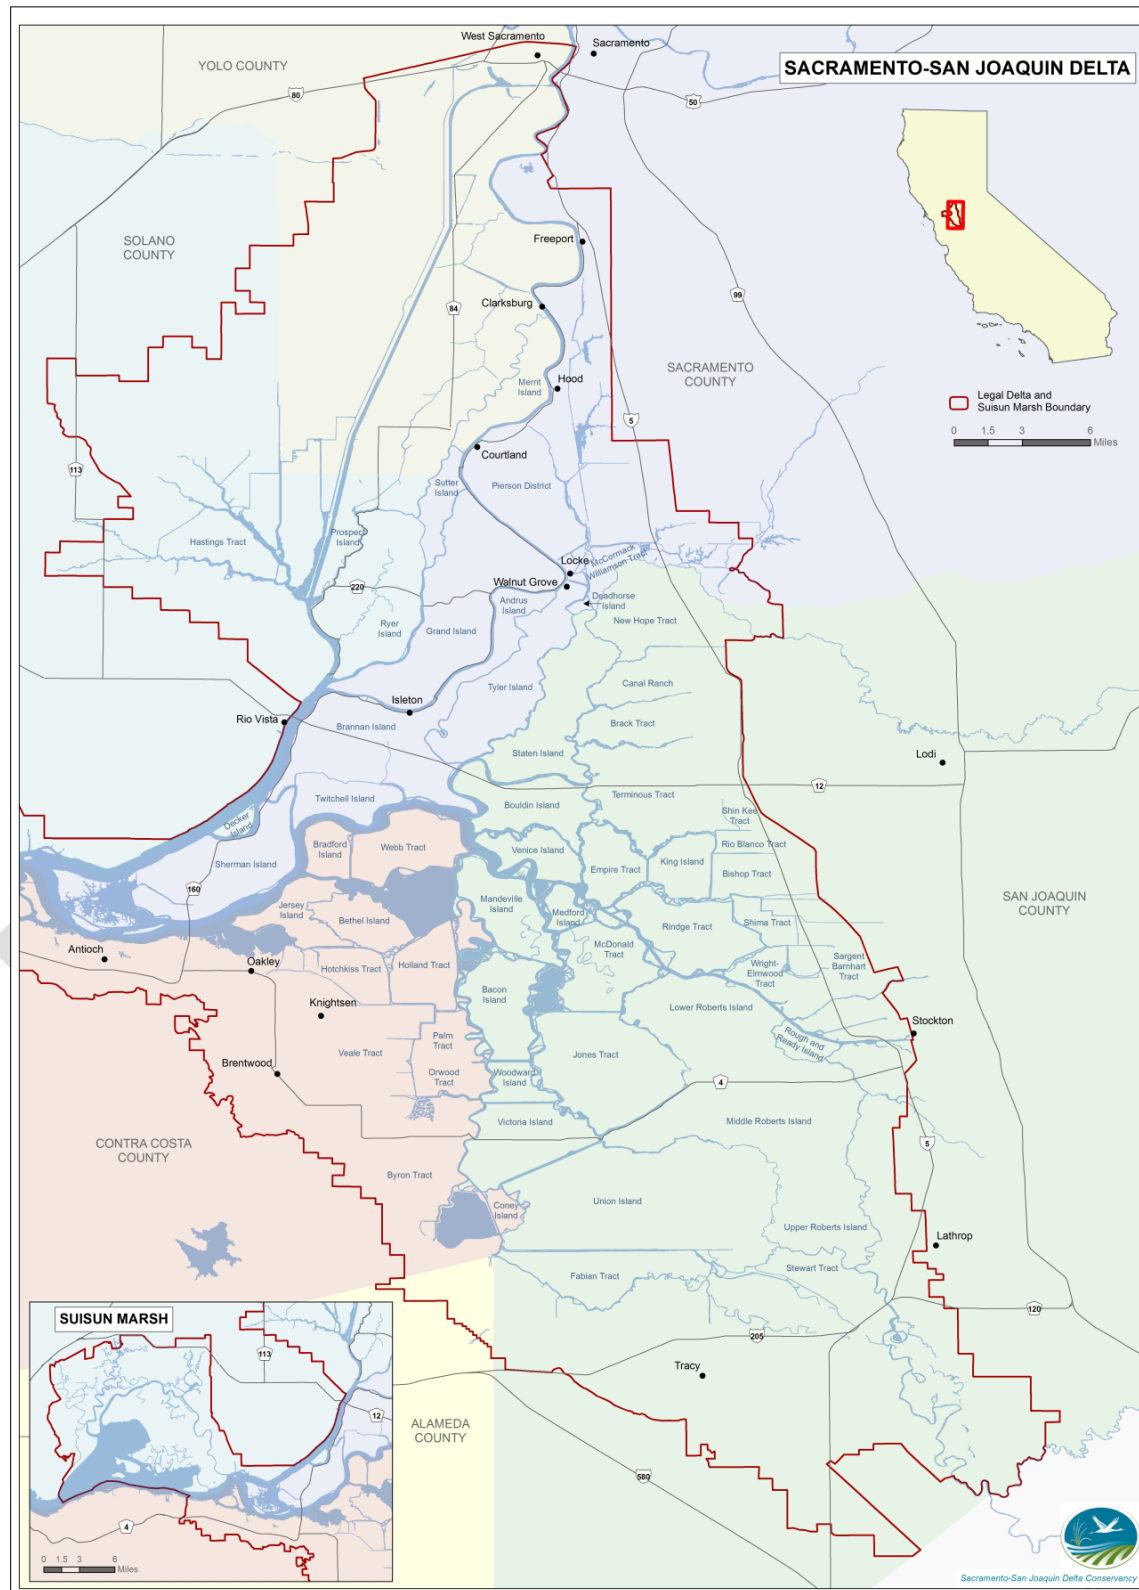 West Sacramento
Sacramento
YOLO COUNTY
SACRAMENTO-SAN JOAQUIN DELTA
80
50
SOLANO
COUNTY
Freeport
84
Clarksburg
99
SACRAMENTO
COUNTY
Merrit
Island
Hood
Legal Delta and
Suisun Marsh Boundary
0 1.5 3 6
Miles
5
113
Courtland
Sutter
Island
Pierson District
Hastings Tract
Prospect
Island
Locke
McCormack
Williamson Tract
Walnut Grove
220
Andrus
Island
Deadhorse
Island
New Hope Tract
Ryer
Island
Grand Island
Canal Ranch
Tyler Island
Isleton
Rio Vista
Brannan Island
Brack Tract
Staten Island
Lodi
12
Twitchell Island
Bouldin Island
Terminous Tract
Shin Kee
Tract
Decker
Island
Bradford
Island
Webb Tract
Venice Island
Rio Blanco Tract
Sherman Island
Empire Tract
King Island
Bishop Tract
160
Jersey
Island
Bethel Island
Mandeville
Island
Medford
Island
Rindge Tract
Shima Tract
SAN JOAQUIN
COUNTY
Antioch
Oakley
Hotchkiss Tract
Holland Tract
McDonald
Tract
Wright-
Elmwood
Tract
Sargent
Barnhart
Tract
Knightsen
Bacon
Island
Lower Roberts Island
Stockton
Rough and
Ready Island
Palm
Tract
Veale Tract
Jones Tract
Brentwood
Orwood
Tract
Woodward
Island
4
Victoria Island
Middle Roberts Island
CONTRA COSTA
COUNTY
5
Byron Tract
Coney
Island
Union Island
Upper Roberts Island
Lathrop
Fabian Tract
Stewart Tract
120
205
SUISUN MARSH
113
12
4
0 1.5 3 6
Miles
Tracy
ALAMEDA
COUNTY
580
Sacramento-San Joaquin Delta Conservancy